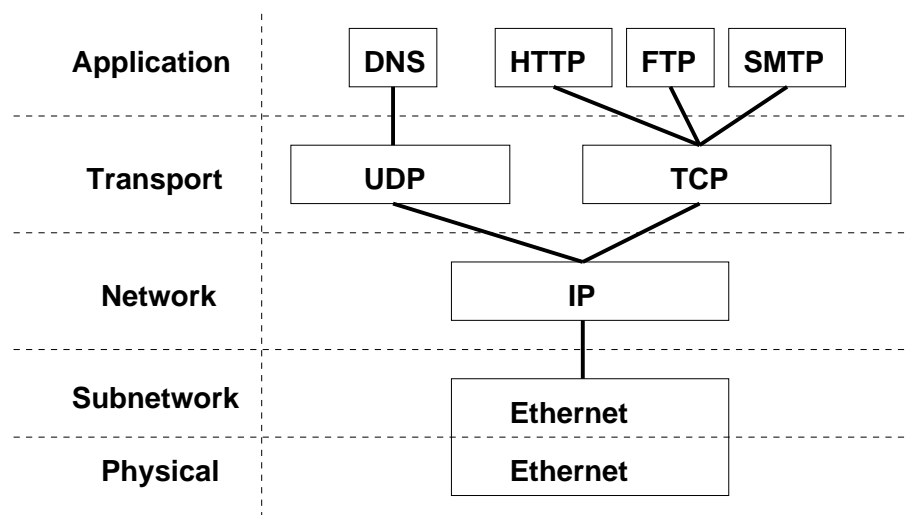 Application DNS HTTP FTP SMTP
Transport UDP TCP
Network IP
Subnetwork Ethernet
Physical Ethernet